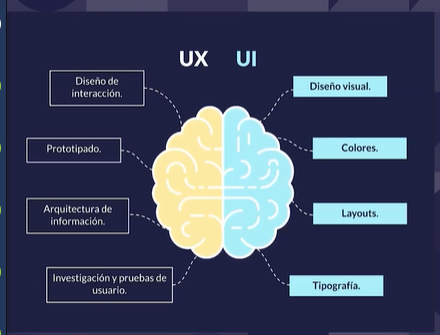 UX UI
Diseño de
interacción.
Diseño visual.
Prototipado.
Colores.
Arquitectura de
información.
Layouts.
Investigación y pruebas de
usuario.
Tipografía.